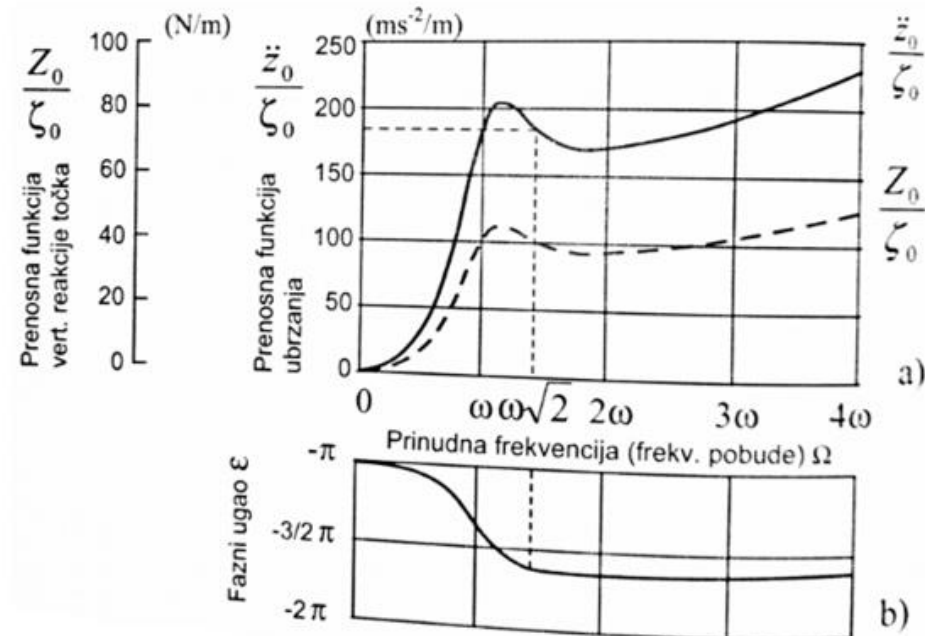 (N/m)
(ms⁻²/m)
Z₀
ζ₀
Prenosna funkcija
vert. reakcije točka
100
80
60
40
20
0
z̈₀
ζ₀
Prenosna funkcija
ubrzanja
250
200
150
100
50
0
z̈₀
ζ₀
Z₀
ζ₀
a)
0 ω ω√2 2ω 3ω 4ω
Prinudna frekvencija (frekv. pobude) Ω
Fazni ugao ε
-π
-3/2 π
-2π
b)